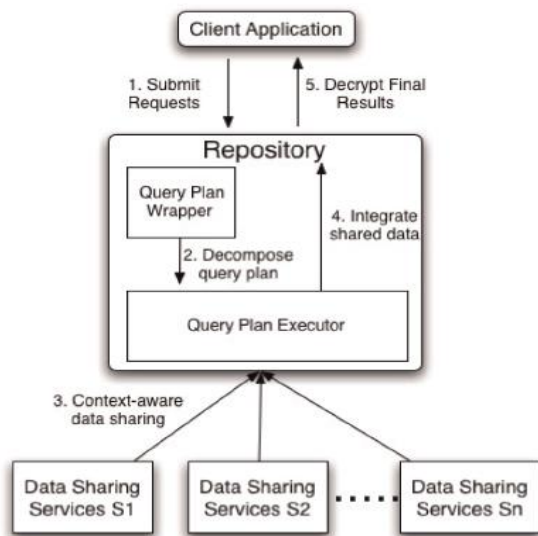 Client Application
1. Submit
Requests
5. Decrypt Final
Results
Repository
Query Plan
Wrapper
4. Integrate
shared data
2. Decompose
query plan
Query Plan Executor
3. Context-aware
data sharing
Data Sharing
Services S1
Data Sharing
Services S2
Data Sharing
Services Sn